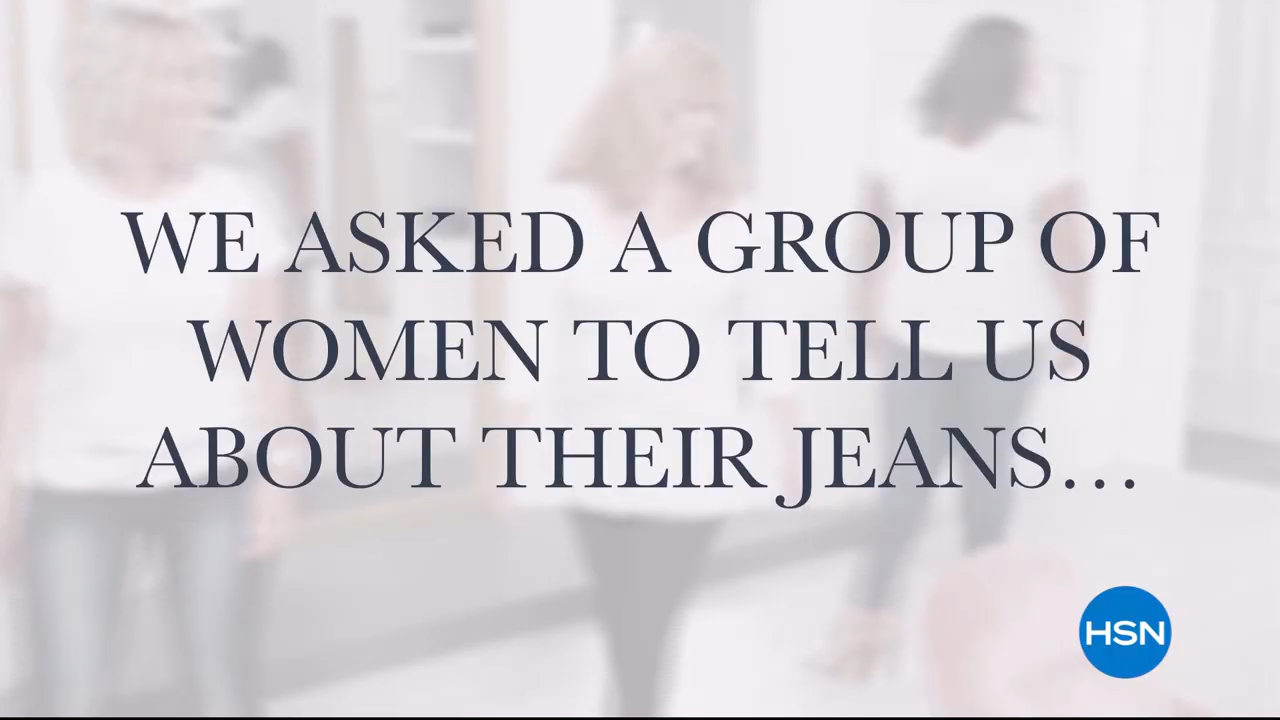 WE ASKED A GROUP OF
WOMEN TO TELL US
ABOUT THEIR JEANS...
HSN